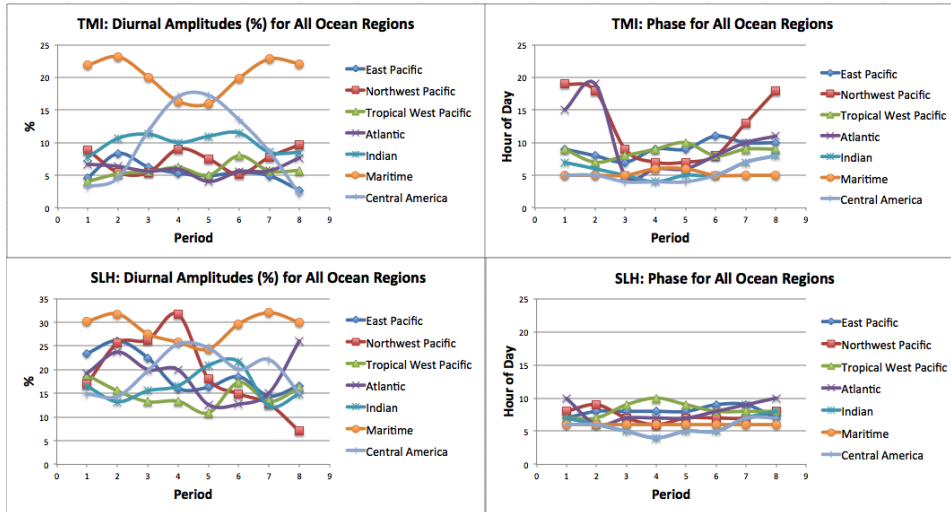 TMI: Diurnal Amplitudes (%) for All Ocean Regions
25
20
15
10
5
0
%
0 1 2 3 4 5 6 7 8 9
Period
East Pacific
Northwest Pacific
Tropical West Pacific
Atlantic
Indian
Maritime
Central America
TMI: Phase for All Ocean Regions
25
20
15
10
5
0
Hour of Day
0 1 2 3 4 5 6 7 8 9
Period
East Pacific
Northwest Pacific
Tropical West Pacific
Atlantic
Indian
Maritime
Central America
SLH: Diurnal Amplitudes (%) for All Ocean Regions
35
30
25
20
15
10
5
0
%
0 1 2 3 4 5 6 7 8 9
Period
East Pacific
Northwest Pacific
Tropical West Pacific
Atlantic
Indian
Maritime
Central America
SLH: Phase for All Ocean Regions
25
20
15
10
5
0
Hour of Day
0 1 2 3 4 5 6 7 8 9
Period
East Pacific
Northwest Pacific
Tropical West Pacific
Atlantic
Indian
Maritime
Central America